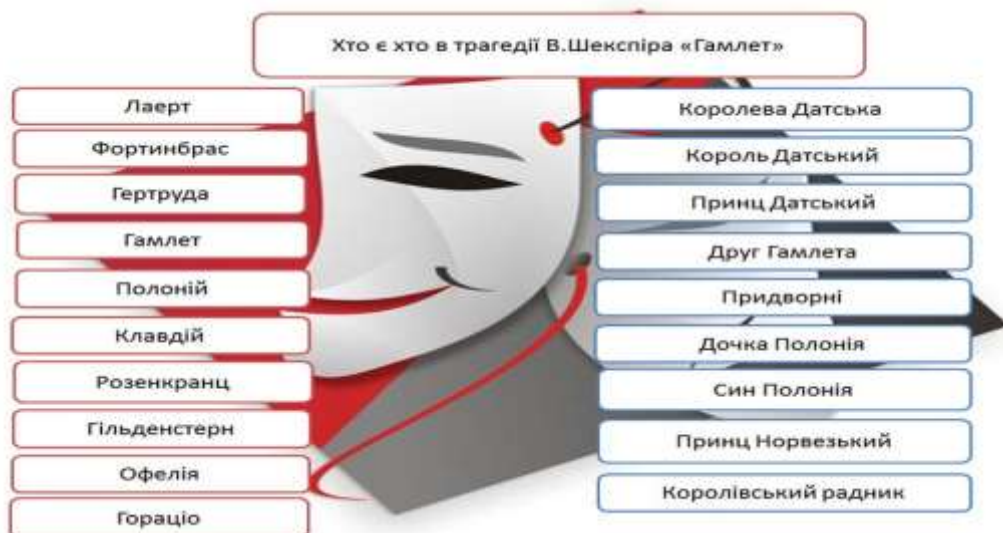 Хто є хто в трагедії В.Шекспіра «Гамлет»
Лаерт
Фортинбрас
Гертруда
Гамлет
Полоній
Клавдій
Розенкранц
Гільденстерн
Офелія
Гораціо
Королева Датська
Король Датський
Принц Датський
Друг Гамлета
Придворні
Дочка Полонія
Син Полонія
Принц Норвезький
Королівський радник